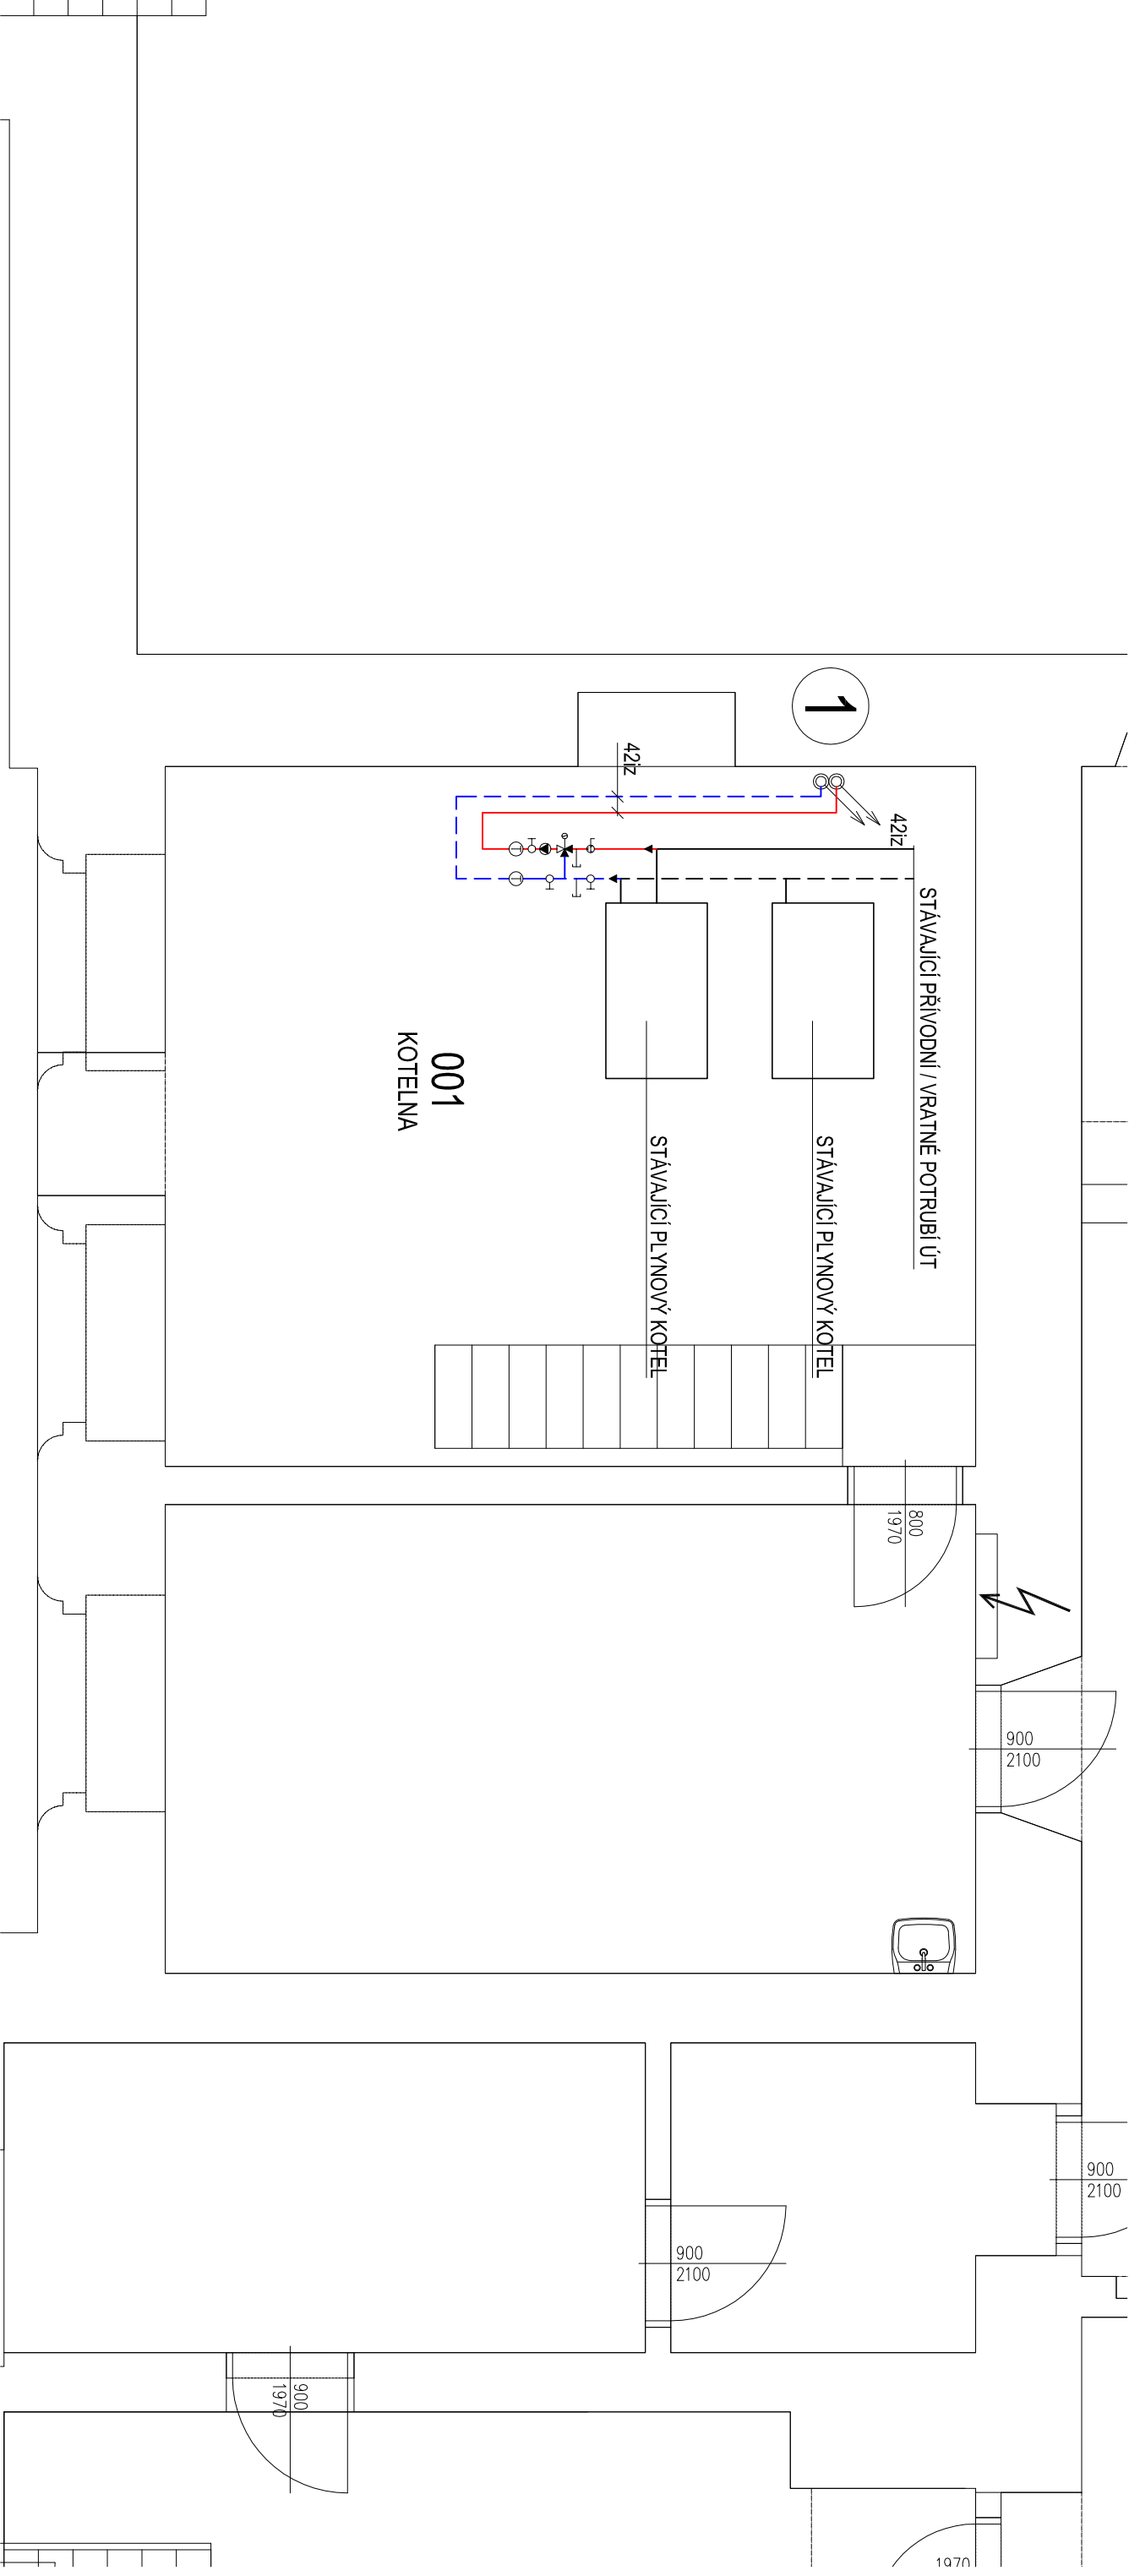 1
42iz
42iz
STÁVAJÍCÍ PŘÍVODNÍ / VRATNÉ POTRUBÍ ÚT
001
KOTELNA
STÁVAJÍCÍ PLYNOVÝ KOTEL
STÁVAJÍCÍ PLYNOVÝ KOTEL
800
1970
900
2100
900
2100
900
2100
900
1970
1970